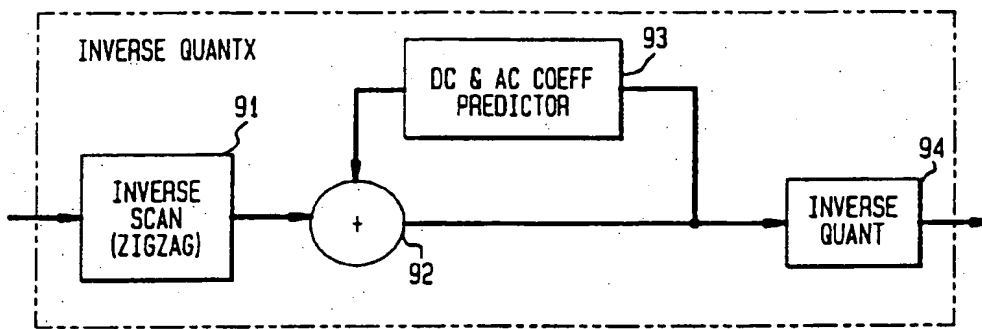 INVERSE QUANTX
93
DC & AC COEFF
PREDICTOR
91
94
INVERSE
SCAN
(ZIGZAG)
+
INVERSE
QUANT
92